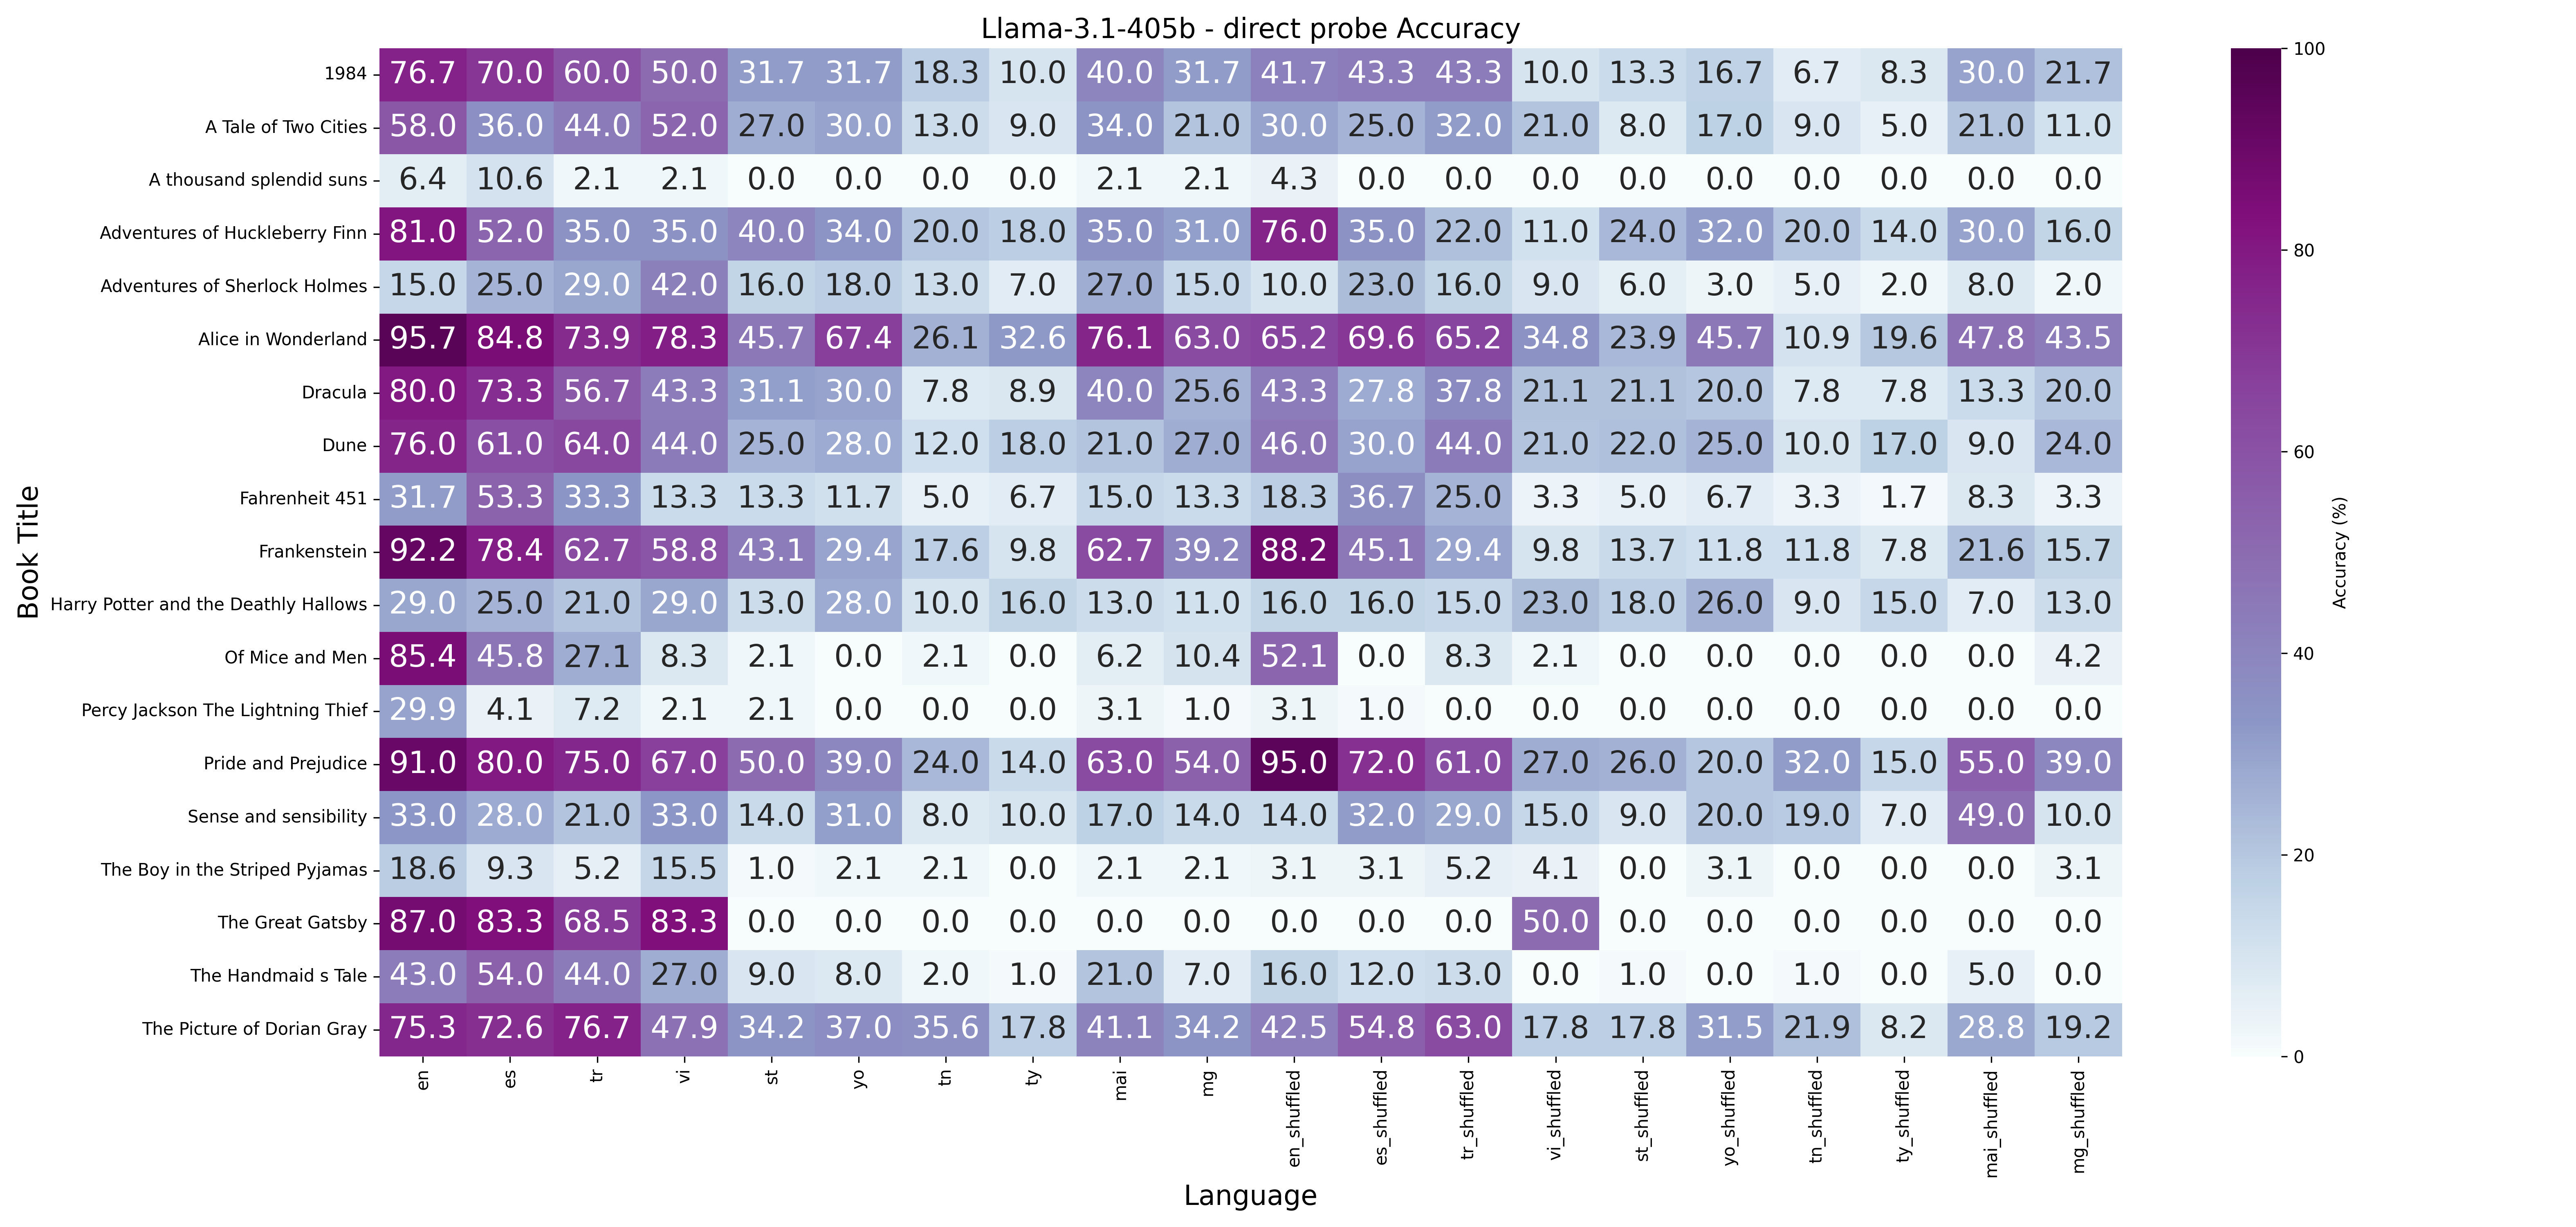 Llama-3.1-405b - direct probe Accuracy
Book Title
1984 76.7 70.0 60.0 50.0 31.7 31.7 18.3 10.0 40.0 31.7 41.7 43.3 43.3 10.0 13.3 16.7 6.7 8.3 30.0 21.7
A Tale of Two Cities 58.0 36.0 44.0 52.0 27.0 30.0 13.0 9.0 34.0 21.0 30.0 25.0 32.0 21.0 8.0 17.0 9.0 5.0 21.0 11.0
A thousand splendid suns 6.4 10.6 2.1 2.1 0.0 0.0 0.0 0.0 2.1 2.1 4.3 0.0 0.0 0.0 0.0 0.0 0.0 0.0 0.0 0.0
Adventures of Huckleberry Finn 81.0 52.0 35.0 35.0 40.0 34.0 20.0 18.0 35.0 31.0 76.0 35.0 22.0 11.0 24.0 32.0 20.0 14.0 30.0 16.0
Adventures of Sherlock Holmes 15.0 25.0 29.0 42.0 16.0 18.0 13.0 7.0 27.0 15.0 10.0 23.0 16.0 9.0 6.0 3.0 5.0 2.0 8.0 2.0
Alice in Wonderland 95.7 84.8 73.9 78.3 45.7 67.4 26.1 32.6 76.1 63.0 65.2 69.6 65.2 34.8 23.9 45.7 10.9 19.6 47.8 43.5
Dracula 80.0 73.3 56.7 43.3 31.1 30.0 7.8 8.9 40.0 25.6 43.3 27.8 37.8 21.1 21.1 20.0 7.8 7.8 13.3 20.0
Dune 76.0 61.0 64.0 44.0 25.0 28.0 12.0 18.0 21.0 27.0 46.0 30.0 44.0 21.0 22.0 25.0 10.0 17.0 9.0 24.0
Fahrenheit 451 31.7 53.3 33.3 13.3 13.3 11.7 5.0 6.7 15.0 13.3 18.3 36.7 25.0 3.3 5.0 6.7 3.3 1.7 8.3 3.3
Frankenstein 92.2 78.4 62.7 58.8 43.1 29.4 17.6 9.8 62.7 39.2 88.2 45.1 29.4 9.8 13.7 11.8 11.8 7.8 21.6 15.7
Harry Potter and the Deathly Hallows 29.0 25.0 21.0 29.0 13.0 28.0 10.0 16.0 13.0 11.0 16.0 16.0 15.0 23.0 18.0 26.0 9.0 15.0 7.0 13.0
Of Mice and Men 85.4 45.8 27.1 8.3 2.1 0.0 2.1 0.0 6.2 10.4 52.1 0.0 8.3 2.1 0.0 0.0 0.0 0.0 0.0 4.2
Percy Jackson The Lightning Thief 29.9 4.1 7.2 2.1 2.1 0.0 0.0 0.0 3.1 1.0 3.1 1.0 0.0 0.0 0.0 0.0 0.0 0.0 0.0 0.0
Pride and Prejudice 91.0 80.0 75.0 67.0 50.0 39.0 24.0 14.0 63.0 54.0 95.0 72.0 61.0 27.0 26.0 20.0 32.0 15.0 55.0 39.0
Sense and sensibility 33.0 28.0 21.0 33.0 14.0 31.0 8.0 10.0 17.0 14.0 14.0 32.0 29.0 15.0 9.0 20.0 19.0 7.0 49.0 10.0
The Boy in the Striped Pyjamas 18.6 9.3 5.2 15.5 1.0 2.1 2.1 0.0 2.1 2.1 3.1 3.1 5.2 4.1 0.0 3.1 0.0 0.0 0.0 3.1
The Great Gatsby 87.0 83.3 68.5 83.3 0.0 0.0 0.0 0.0 0.0 0.0 0.0 0.0 0.0 50.0 0.0 0.0 0.0 0.0 0.0 0.0
The Handmaid s Tale 43.0 54.0 44.0 27.0 9.0 8.0 2.0 1.0 21.0 7.0 16.0 12.0 13.0 0.0 1.0 0.0 1.0 0.0 5.0 0.0
The Picture of Dorian Gray 75.3 72.6 76.7 47.9 34.2 37.0 35.6 17.8 41.1 34.2 42.5 54.8 63.0 17.8 17.8 31.5 21.9 8.2 28.8 19.2
en es tr vi st yo tn ty mai mg en_shuffled es_shuffled tr_shuffled vi_shuffled st_shuffled yo_shuffled tn_shuffled ty_shuffled mai_shuffled mg_shuffled
Language
100
80
60
40
20
0
Accuracy (%)